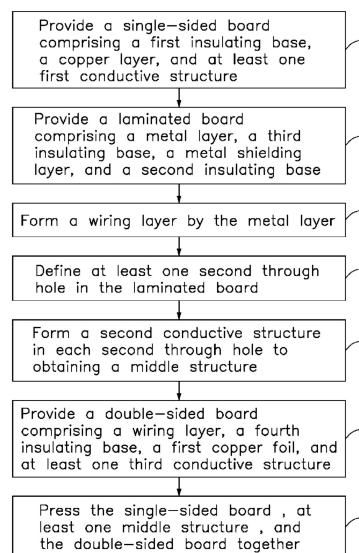 Provide a single-sided board
comprising a first insulating base,
a copper layer, and at least one
first conductive structure
Provide a laminated board
comprising a metal layer, a third
insulating base, a metal shielding
layer, and a second insulating base
Form a wiring layer by the metal layer
Define at least one second through
hole in the laminated board
Form a second conductive structure
in each second through hole to
obtaining a middle structure
Provide a double-sided board
comprising a wiring layer, a fourth
insulating base, a first copper foil, and
at least one third conductive structure
Press the single-sided board , at
least one middle structure , and
the double-sided board together